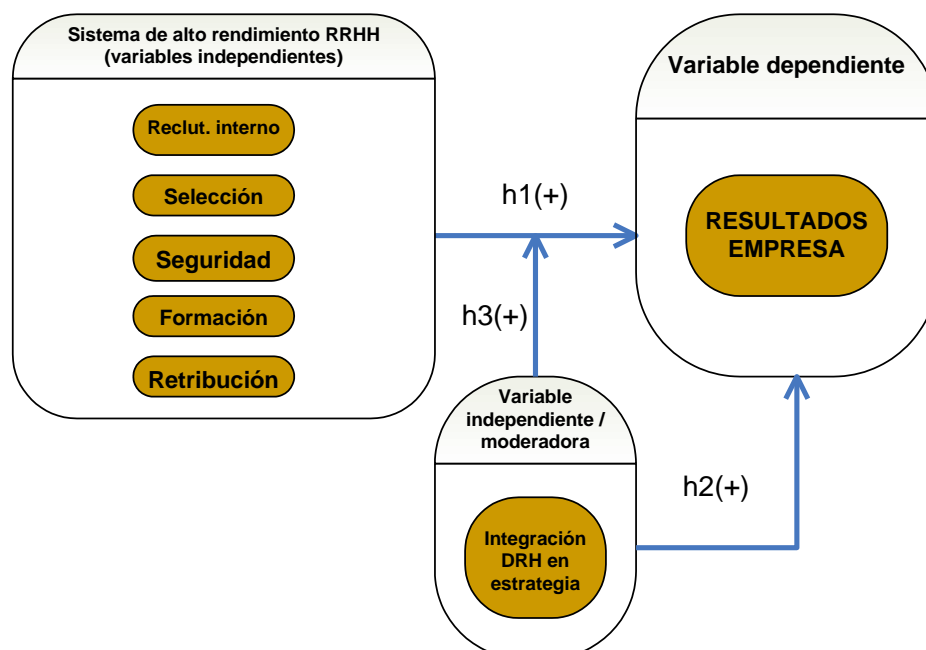 Sistema de alto rendimiento RRHH
(variables independientes)
Reclut. interno
Selección
Seguridad
Formación
Retribución
h1(+)
h3(+)
Variable dependiente
RESULTADOS
EMPRESA
Variable
independiente /
moderadora
Integración
DRH en
estrategia
h2(+)